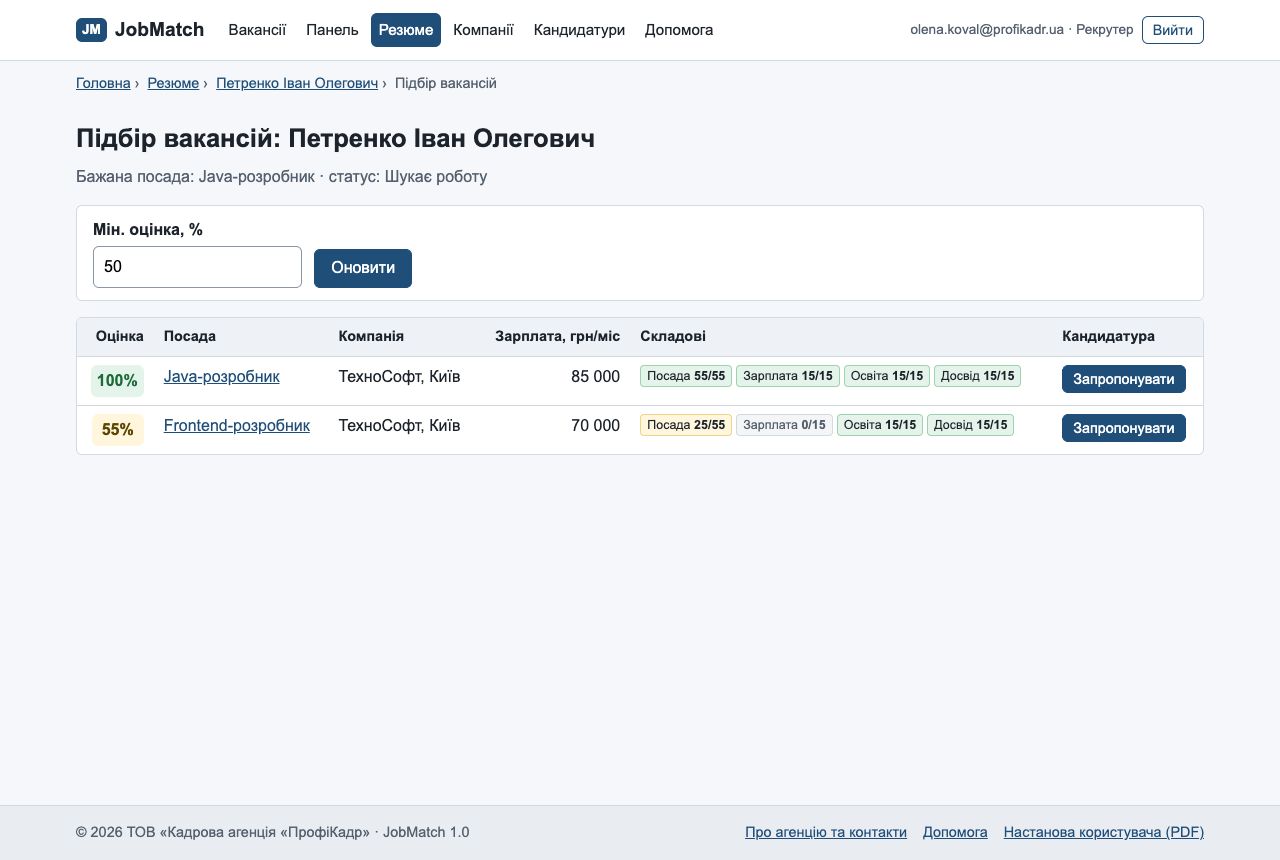 JM JobMatch Вакансії Панель Резюме Компанії Кандидатури Допомога olena.koval@profikadr.ua · Рекрутер Вийти
Головна › Резюме › Петренко Іван Олегович › Підбір вакансій
Підбір вакансій: Петренко Іван Олегович
Бажана посада: Java-розробник · статус: Шукає роботу
Мін. оцінка, %
50 Оновити
Оцінка Посада Компанія Зарплата, грн/міс Складові Кандидатура
100% Java-розробник ТехноСофт, Київ 85 000 Посада 55/55 Зарплата 15/15 Освіта 15/15 Досвід 15/15 Запропонувати
55% Frontend-розробник ТехноСофт, Київ 70 000 Посада 25/55 Зарплата 0/15 Освіта 15/15 Досвід 15/15 Запропонувати
© 2026 ТОВ «Кадрова агенція «ПрофіКадр» · JobMatch 1.0 Про агенцію та контакти Допомога Настанова користувача (PDF)